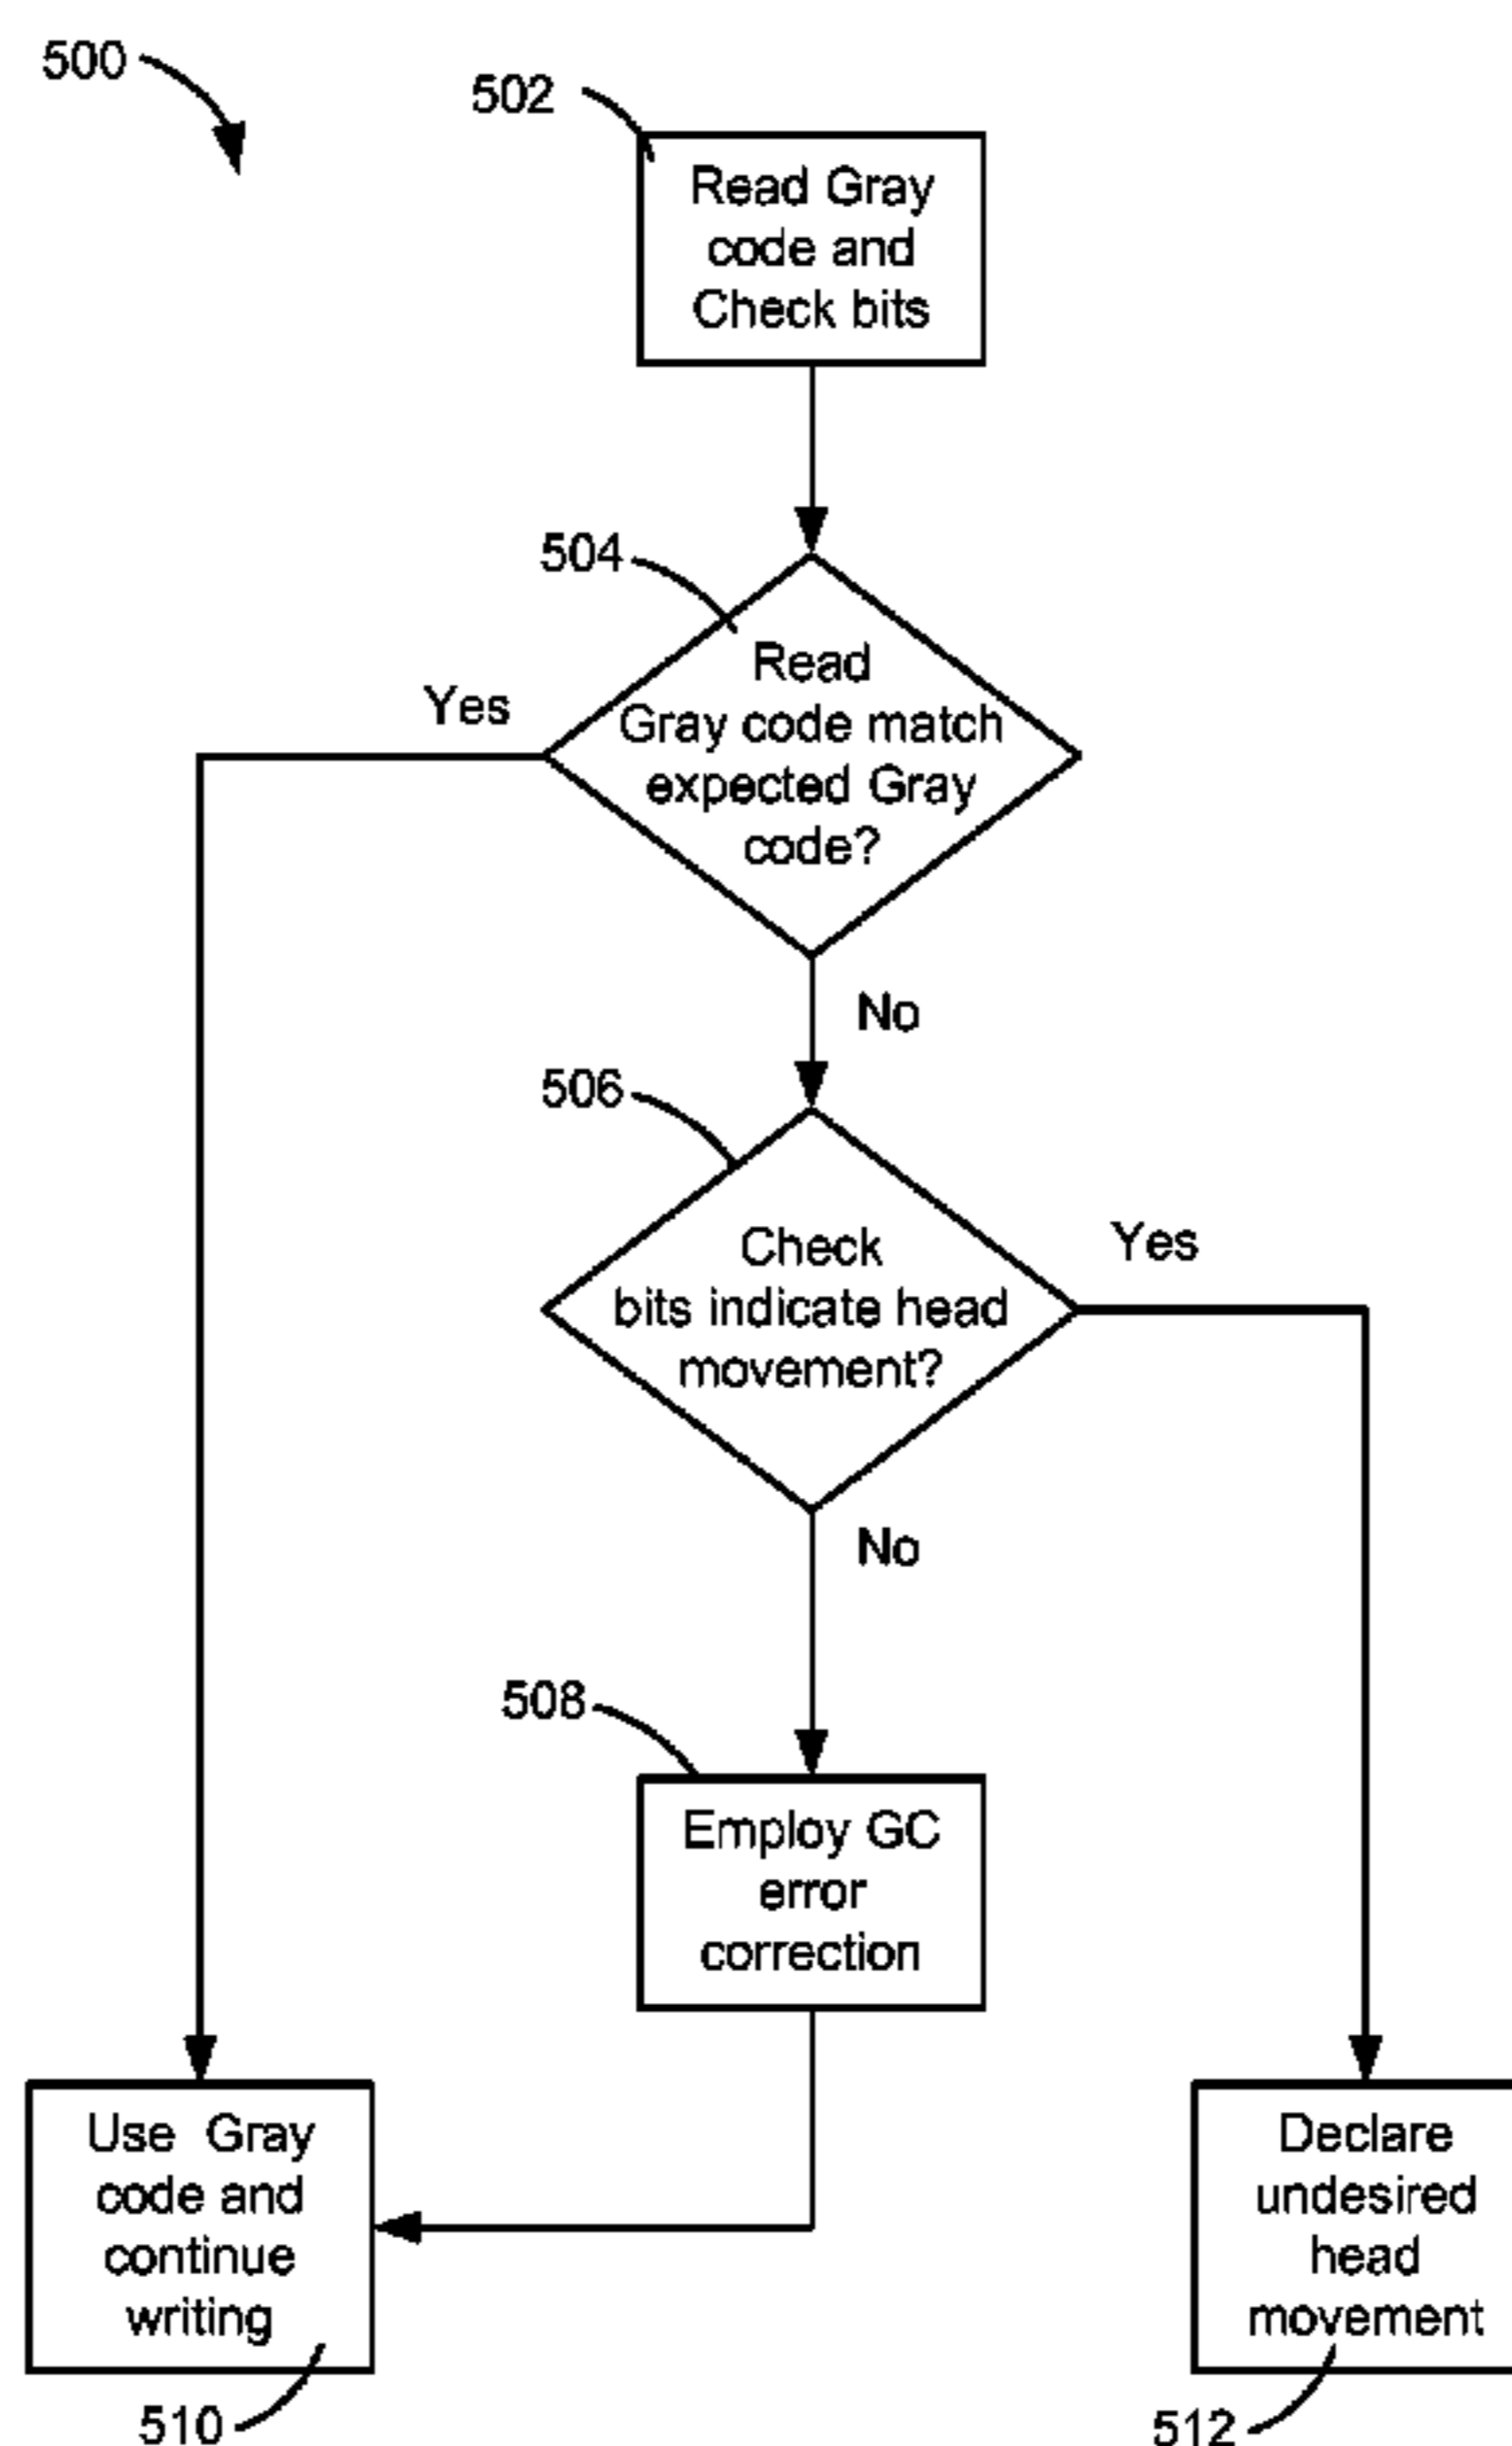 500
502
Read Gray
code and
Check bits
504
Read
Gray code match
expected Gray
code?
Yes
No
506
Check
bits indicate head
movement?
Yes
No
508
Employ GC
error
correction
Use Gray
code and
continue
writing
510
Declare
undesired
head
movement
512